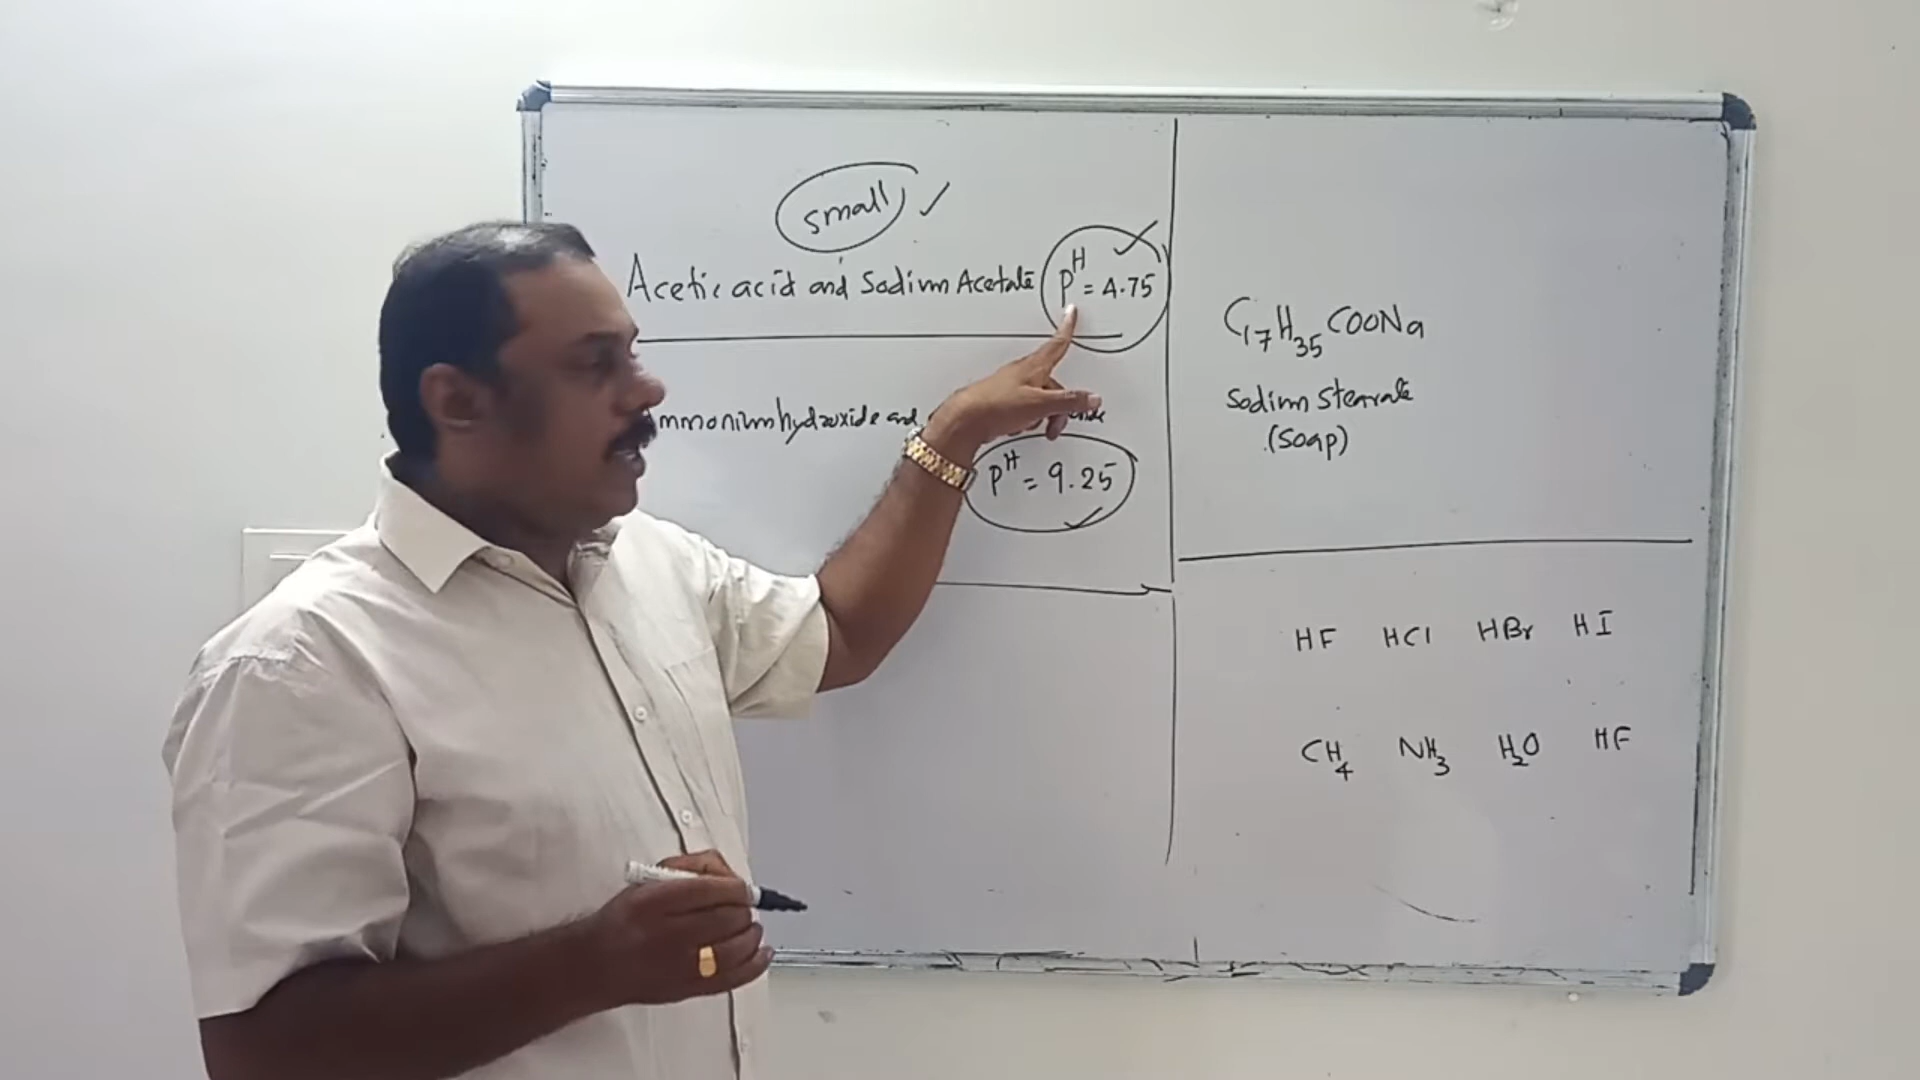 small
Acetic acid and Sodium Acetate pH = 4.75
mmonium hydroxide and
pH = 9.25
C17H35COONa
Sodium Stearate
(Soap)
HF HCl HBr HI
CH4 NH3 H2O HF